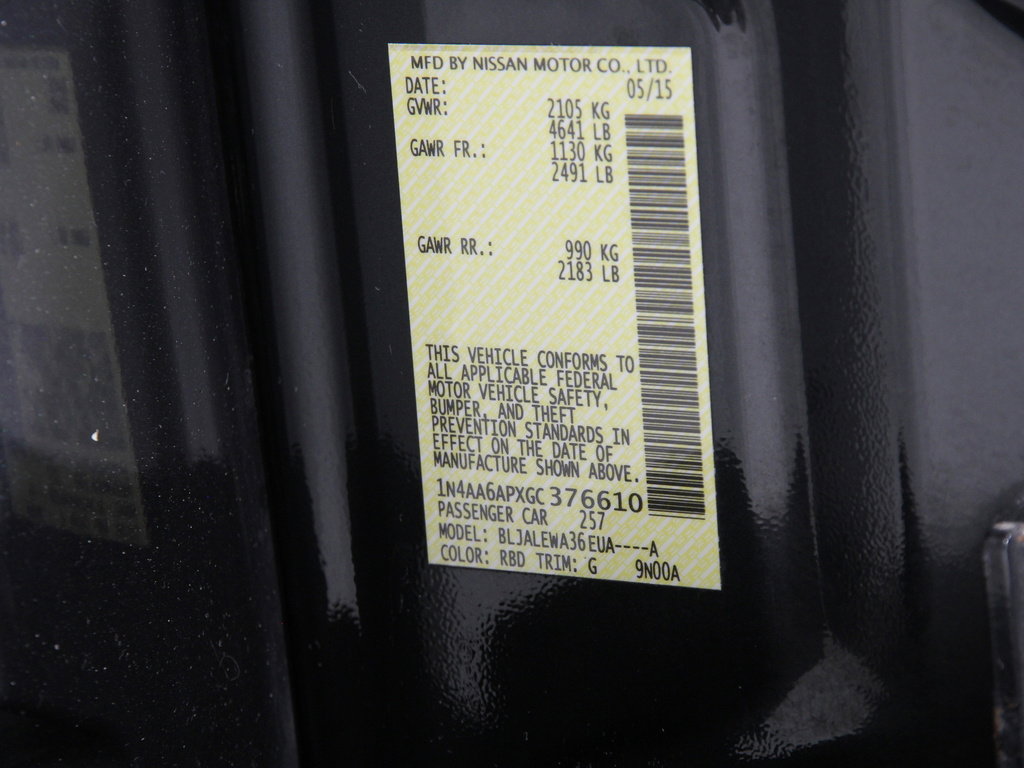 MFD BY NISSAN MOTOR CO., LTD.
DATE: 05/15
GVWR: 2105 KG
4641 LB
GAWR FR.: 1130 KG
2491 LB
GAWR RR.: 990 KG
2183 LB
THIS VEHICLE CONFORMS TO
ALL APPLICABLE FEDERAL
MOTOR VEHICLE SAFETY,
BUMPER, AND THEFT
PREVENTION STANDARDS IN
EFFECT ON THE DATE OF
MANUFACTURE SHOWN ABOVE.
1N4AA6APXGC376610
PASSENGER CAR 257
MODEL: BLJALEWA36EUA----A
COLOR: RBD TRIM: G 9N00A